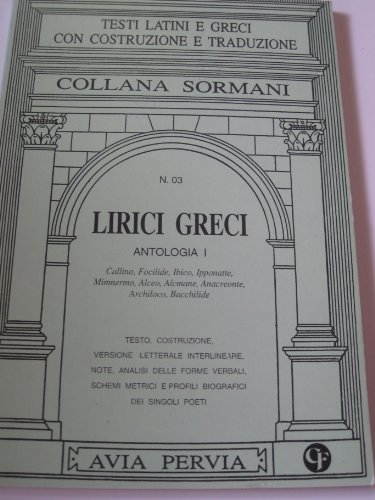 TESTI LATINI E GRECI
CON COSTRUZIONE E TRADUZIONE
COLLANA SORMANI
N. 03
LIRICI GRECI
ANTOLOGIA I
Callino, Focilide, Ibico, Ipponatte,
Mimnermo, Alceo, Alcmane, Anacreonte,
Archiloco, Bacchilide
TESTO, COSTRUZIONE,
VERSIONE LETTERALE INTERLINEARE,
NOTE, ANALISI DELLE FORME VERBALI,
SCHEMI METRICI E PROFILI BIOGRAFICI
DEI SINGOLI POETI
AVIA PERVIA